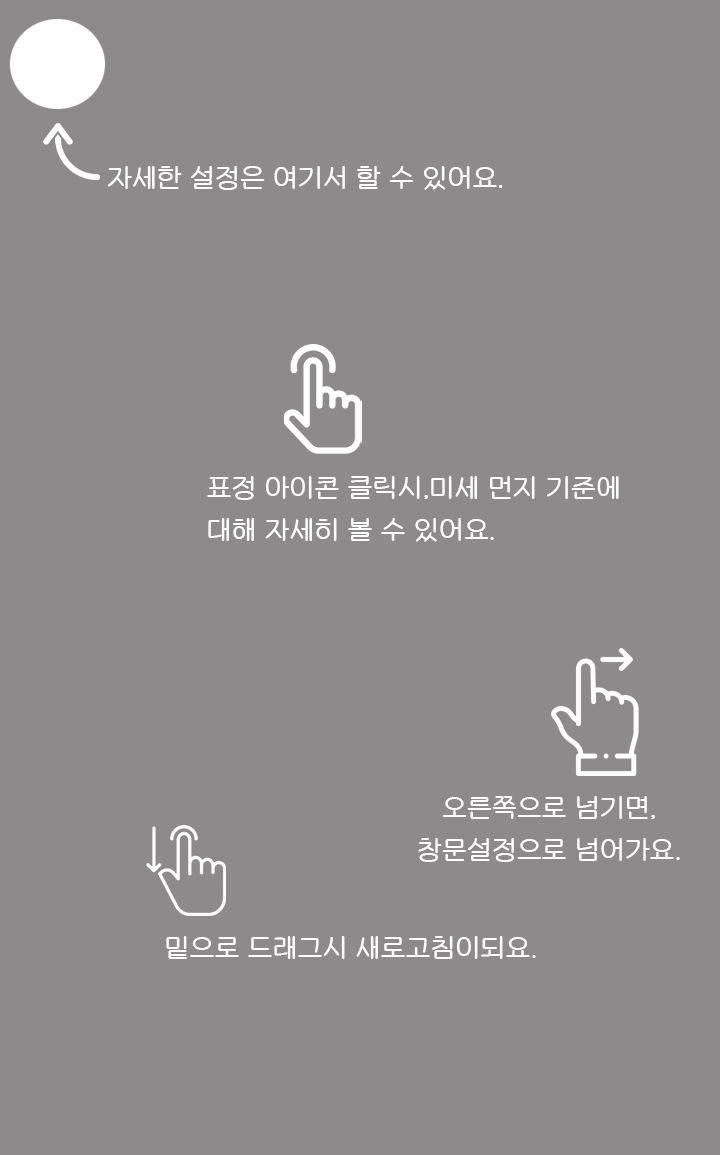 자세한 설정은 여기서 할 수 있어요.
표정 아이콘 클릭시,미세 먼지 기준에
대해 자세히 볼 수 있어요.
오른쪽으로 넘기면,
창문설정으로 넘어가요.
밑으로 드래그시 새로고침이되요.